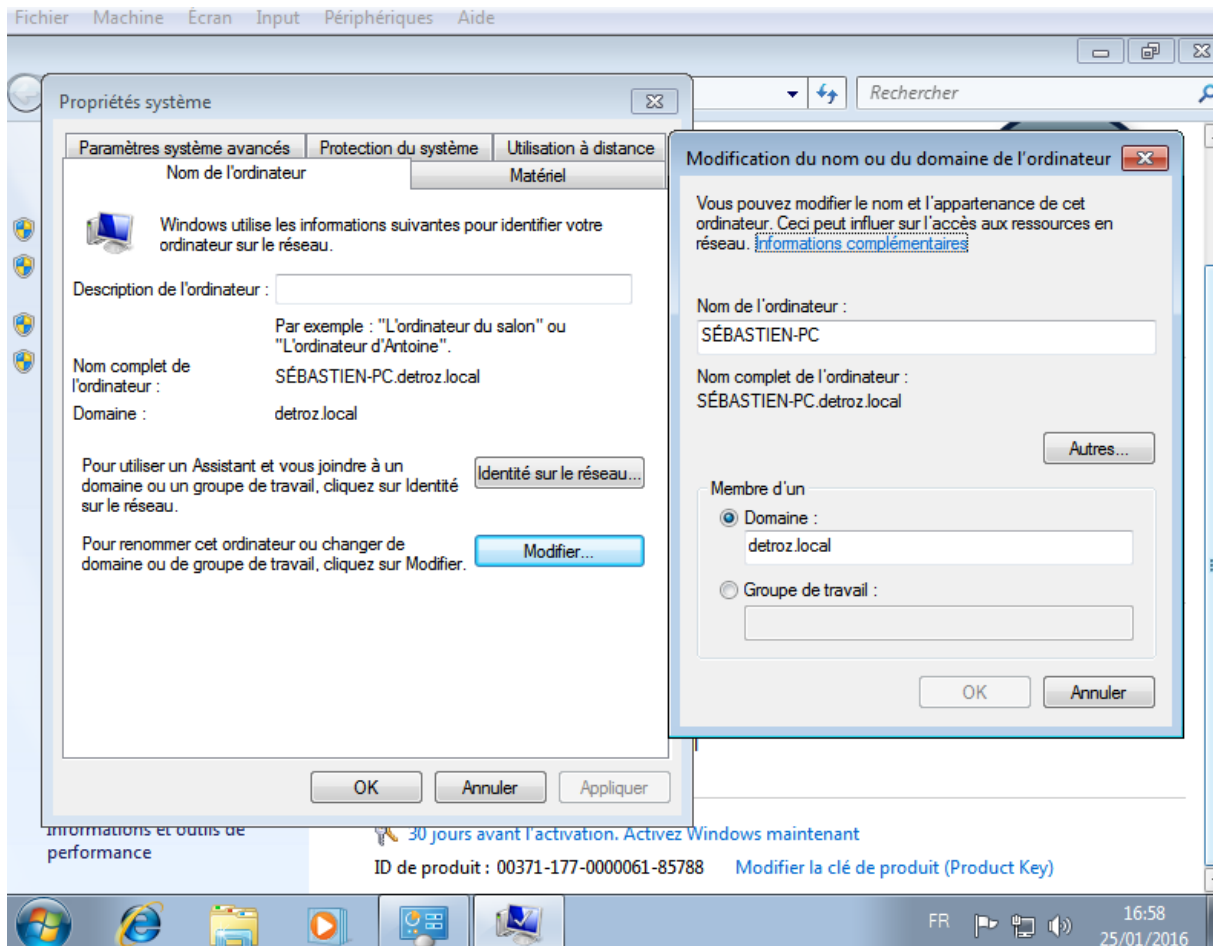 Fichier Machine Écran Input Périphériques Aide
Rechercher
Propriétés système
Paramètres système avancés Protection du système Utilisation à distance
Nom de l'ordinateur Matériel
Windows utilise les informations suivantes pour identifier votre
ordinateur sur le réseau.
Description de l'ordinateur :
Par exemple : "L'ordinateur du salon" ou
"L'ordinateur d'Antoine".
Nom complet de
l'ordinateur :
SÉBASTIEN-PC.detroz.local
Domaine : detroz.local
Pour utiliser un Assistant et vous joindre à un
domaine ou un groupe de travail, cliquez sur Identité
sur le réseau.
Identité sur le réseau...
Pour renommer cet ordinateur ou changer de
domaine ou de groupe de travail, cliquez sur Modifier.
Modifier...
OK Annuler Appliquer
Modification du nom ou du domaine de l'ordinateur
Vous pouvez modifier le nom et l'appartenance de cet
ordinateur. Ceci peut influer sur l'accès aux ressources en
réseau. Informations complémentaires
Nom de l'ordinateur :
SÉBASTIEN-PC
Nom complet de l'ordinateur :
SÉBASTIEN-PC.detroz.local
Autres...
Membre d'un
Domaine :
detroz.local
Groupe de travail :
OK Annuler
Informations et outils de
performance
30 jours avant l'activation. Activez Windows maintenant
ID de produit : 00371-177-0000061-85788 Modifier la clé de produit (Product Key)
FR
16:58
25/01/2016